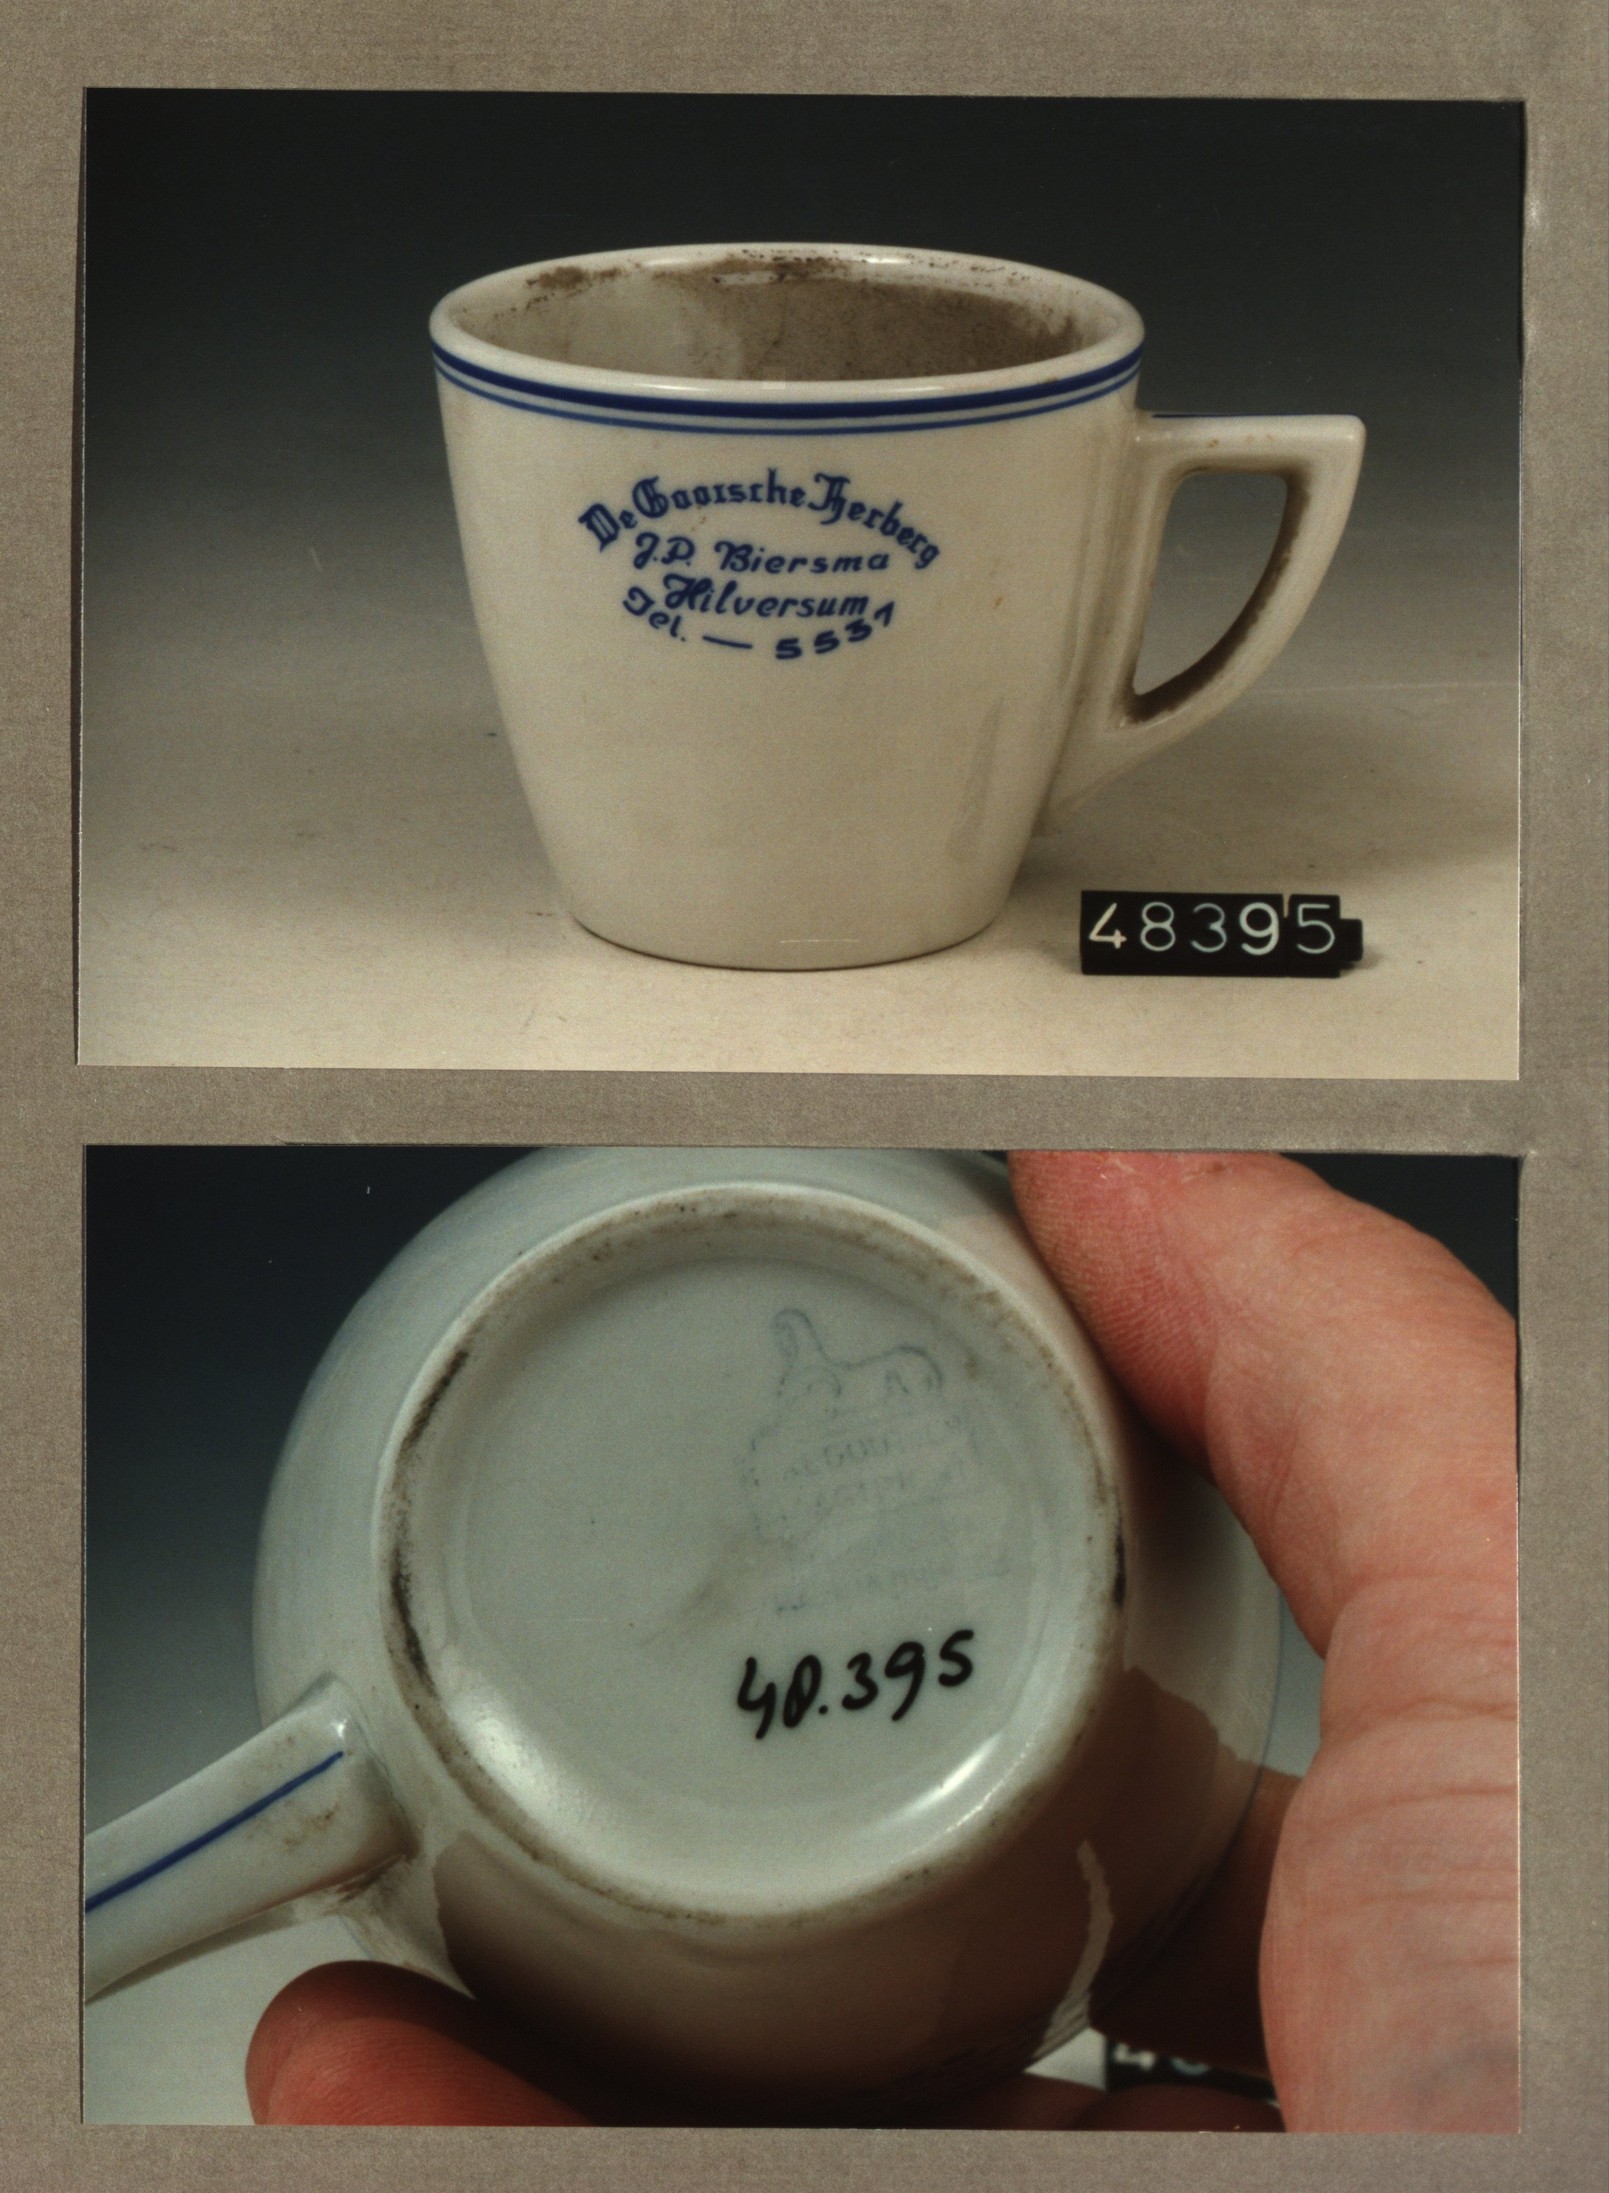 De Gooische Herberg
J.P. Biersma
Hilversum
Tel. — 5531
48395
48.395